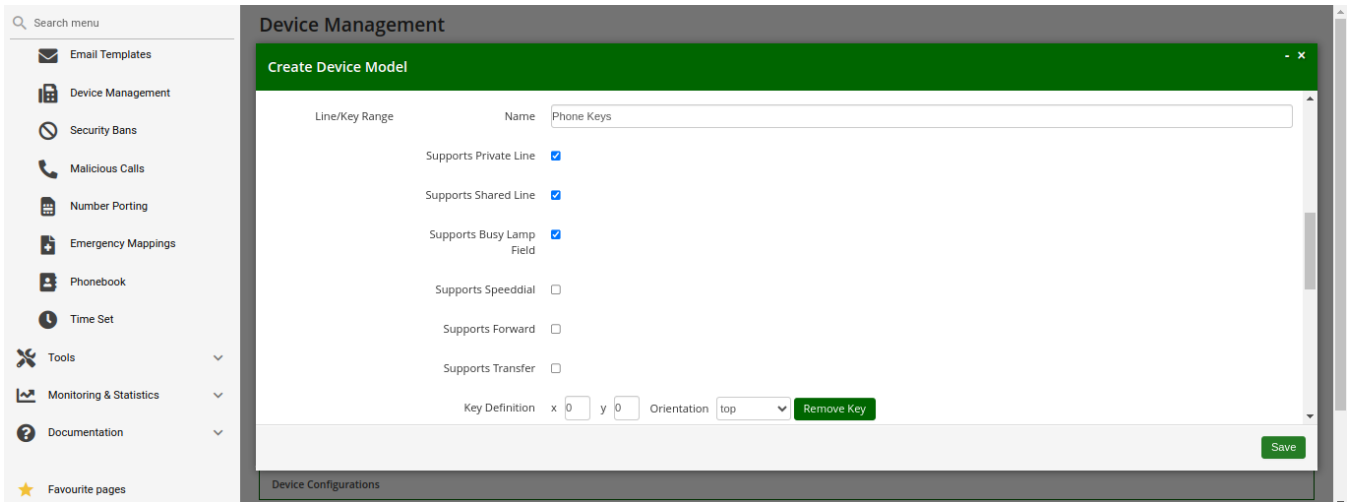 Search menu
Email Templates
Device Management
Security Bans
Malicious Calls
Number Porting
Emergency Mappings
Phonebook
Time Set
Tools
Monitoring & Statistics
Documentation
Favourite pages
Device Management
Create Device Model
- ×
Line/Key Range Name Phone Keys
Supports Private Line
Supports Shared Line
Supports Busy Lamp
Field
Supports Speeddial
Supports Forward
Supports Transfer
Key Definition x 0 y 0 Orientation top Remove Key
Save
Device Configurations